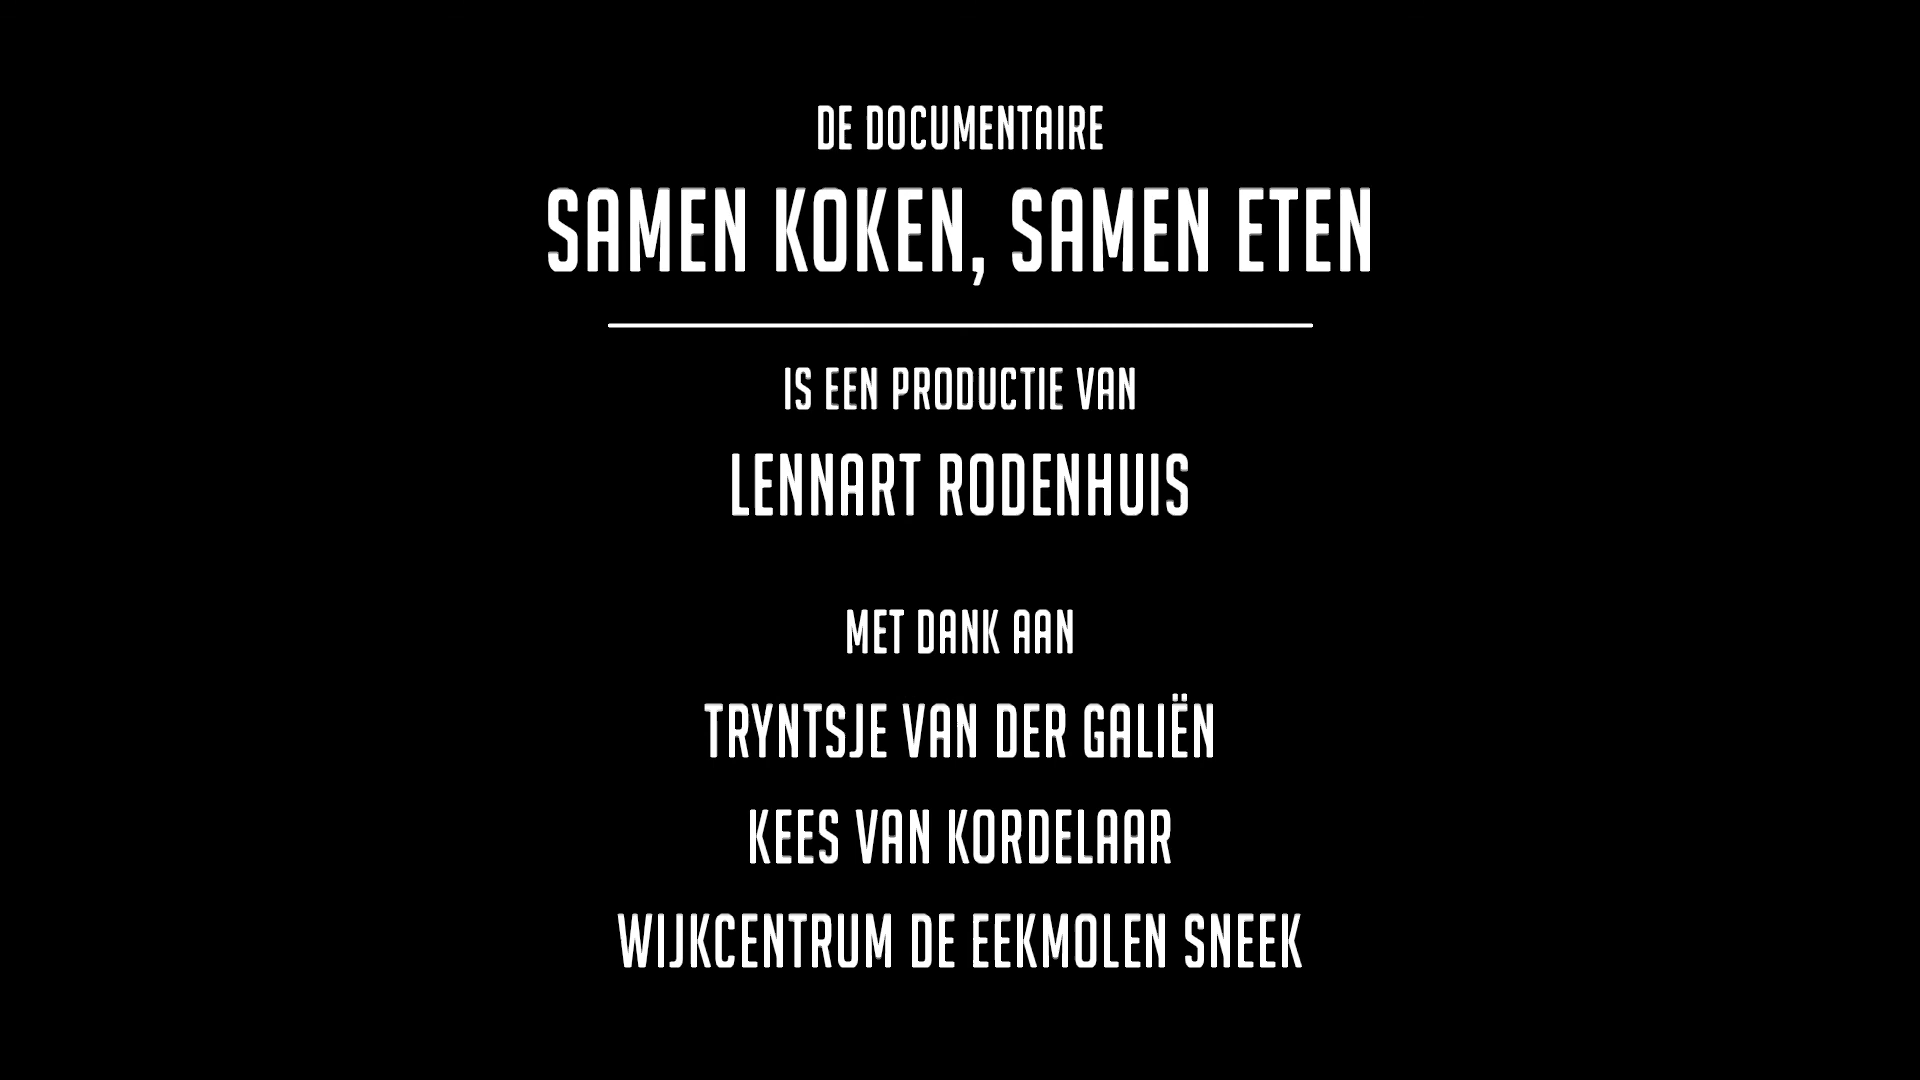 DE DOCUMENTAIRE
SAMEN KOKEN, SAMEN ETEN
IS EEN PRODUCTIE VAN
LENNART RODENHUIS
MET DANK AAN
TRYNTSJE VAN DER GALIËN
KEES VAN KORDELAAR
WIJKCENTRUM DE EEKMOLEN SNEEK